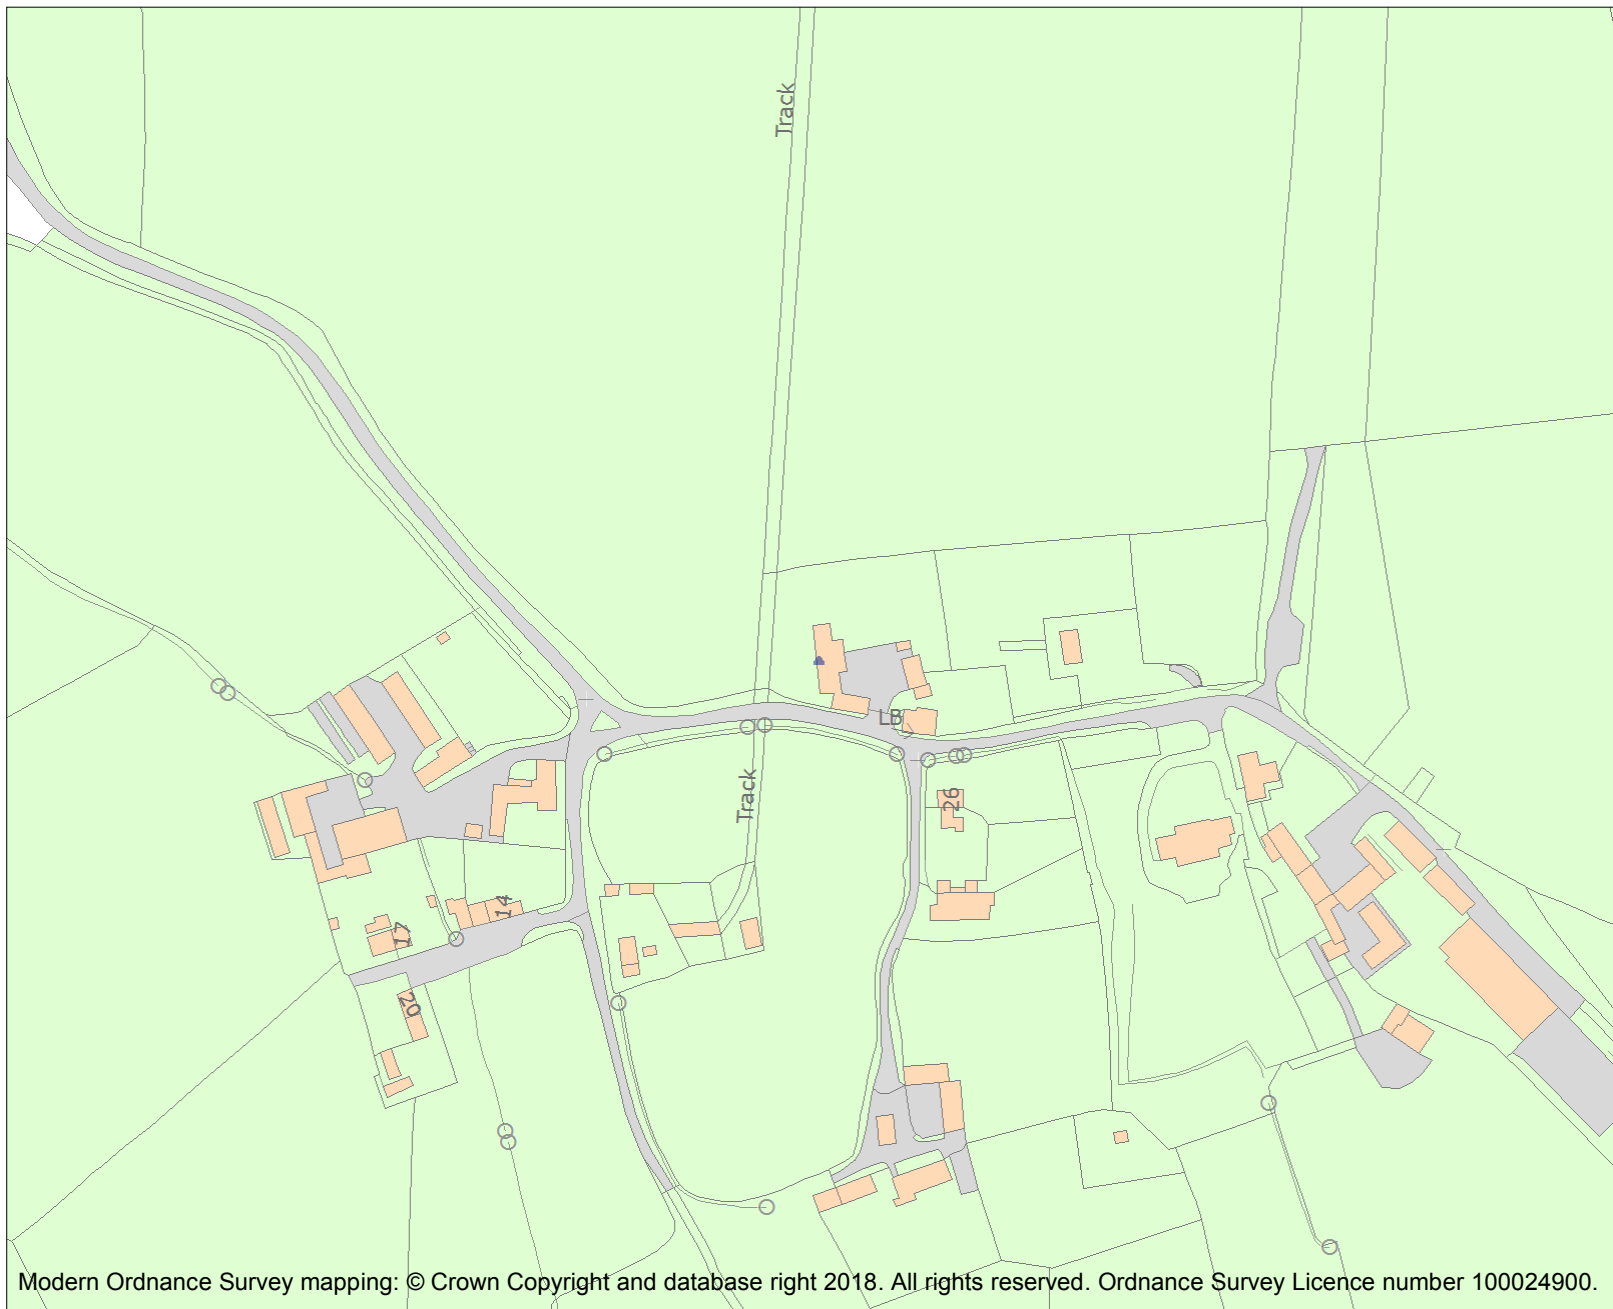 Track
LB
Track
26
14
17
20
Modern Ordnance Survey mapping: © Crown Copyright and database right 2018. All rights reserved. Ordnance Survey Licence number 100024900.